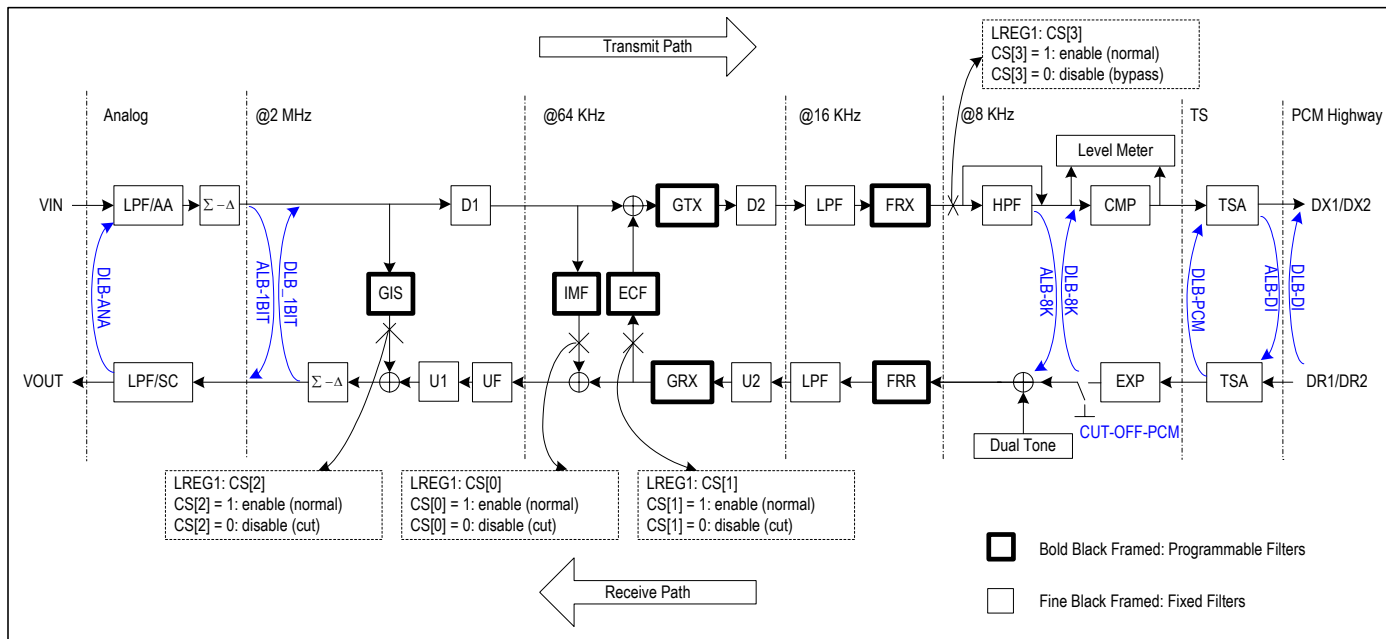 Transmit Path
LREG1: CS[3]
CS[3] = 1: enable (normal)
CS[3] = 0: disable (bypass)
Analog
@2 MHz
@64 KHz
@16 KHz
@8 KHz
TS
PCM Highway
Level Meter
VIN
LPF/AA
Σ-Δ
D1
GTX
D2
LPF
FRX
HPF
CMP
TSA
DX1/DX2
DLB-ANA
ALB-1BIT
DLB_1BIT
GIS
IMF
ECF
ALB-8K
DLB-8K
DLB-PCM
ALB-DI
DLB-DI
VOUT
LPF/SC
Σ-Δ
U1
UF
GRX
U2
LPF
FRR
EXP
TSA
DR1/DR2
CUT-OFF-PCM
Dual Tone
LREG1: CS[2]
CS[2] = 1: enable (normal)
CS[2] = 0: disable (cut)
LREG1: CS[0]
CS[0] = 1: enable (normal)
CS[0] = 0: disable (cut)
LREG1: CS[1]
CS[1] = 1: enable (normal)
CS[1] = 0: disable (cut)
Bold Black Framed: Programmable Filters
Receive Path
Fine Black Framed: Fixed Filters